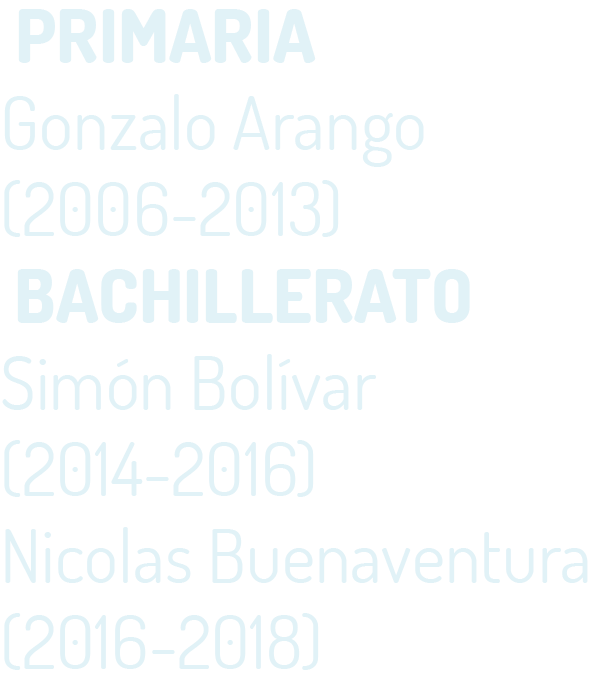 PRIMARIA
Gonzalo Arango
(2006-2013)
BACHILLERATO
Simón Bolívar
(2014-2016)
Nicolas Buenaventura
(2016-2018)